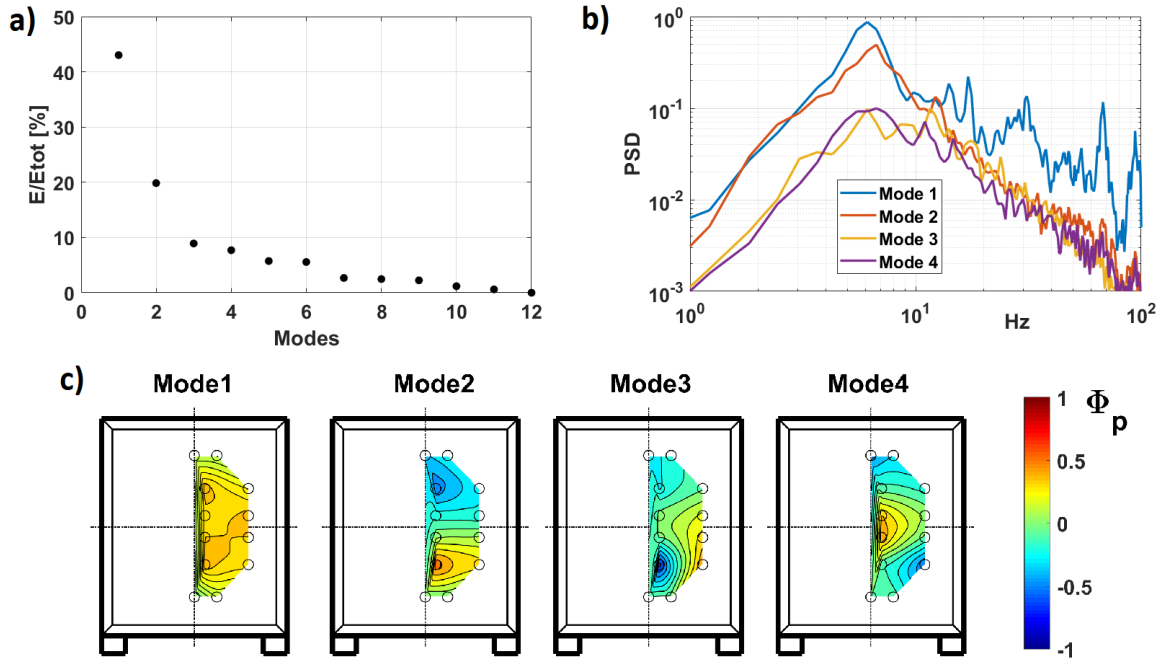 a)
50
40
30
20
10
0
E/Etot [%]
0 2 4 6 8 10 12
Modes
b)
10^0
10^-1
10^-2
10^-3
PSD
Mode 1
Mode 2
Mode 3
Mode 4
10^0 10^1 Hz 10^2
c)
Mode1 Mode2 Mode3 Mode4
1
0.5
0
-0.5
-1
Φp